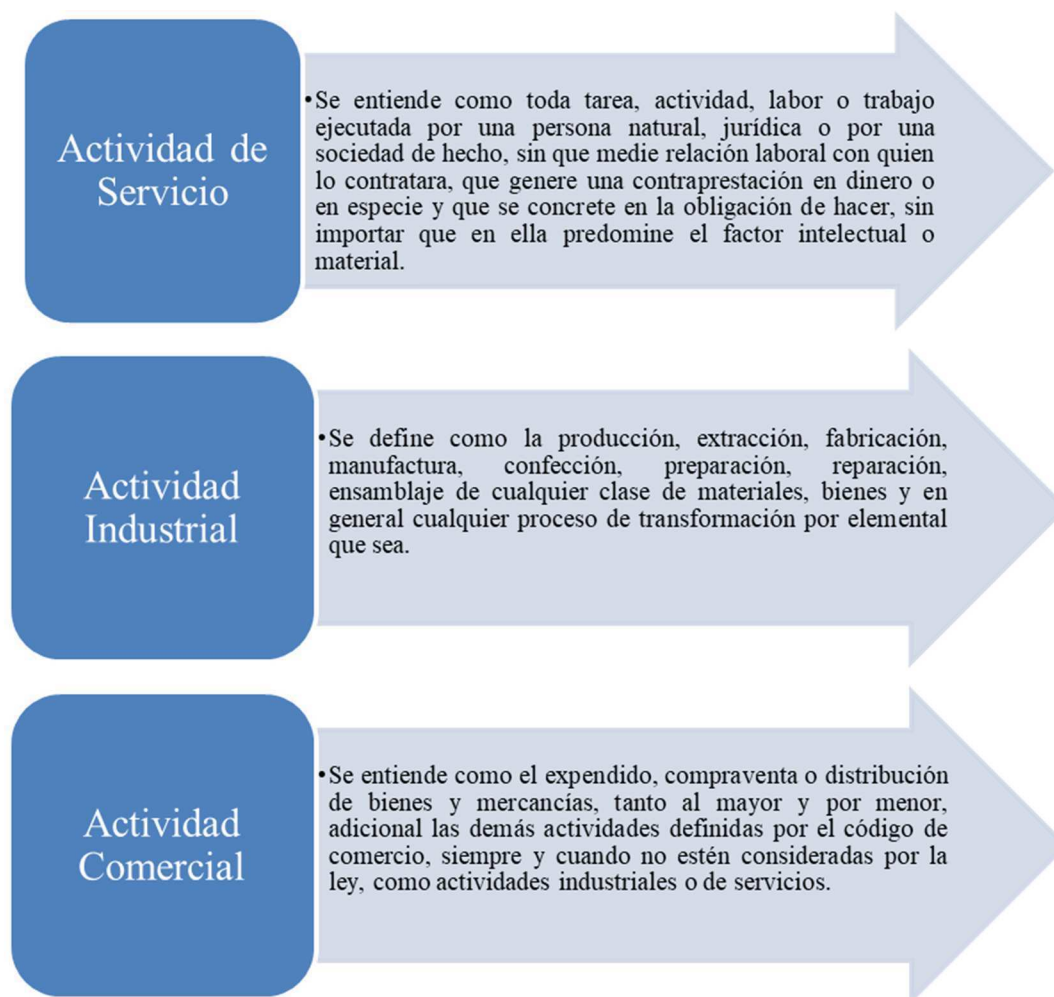 Actividad de
Servicio
•Se entiende como toda tarea, actividad, labor o trabajo
ejecutada por una persona natural, jurídica o por una
sociedad de hecho, sin que medie relación laboral con quien
lo contratara, que genere una contraprestación en dinero o
en especie y que se concrete en la obligación de hacer, sin
importar que en ella predomine el factor intelectual o
material.
Actividad
Industrial
•Se define como la producción, extracción, fabricación,
manufactura, confección, preparación, reparación,
ensamblaje de cualquier clase de materiales, bienes y en
general cualquier proceso de transformación por elemental
que sea.
Actividad
Comercial
•Se entiende como el expendido, compraventa o distribución
de bienes y mercancías, tanto al mayor y por menor,
adicional las demás actividades definidas por el código de
comercio, siempre y cuando no estén consideradas por la
ley, como actividades industriales o de servicios.